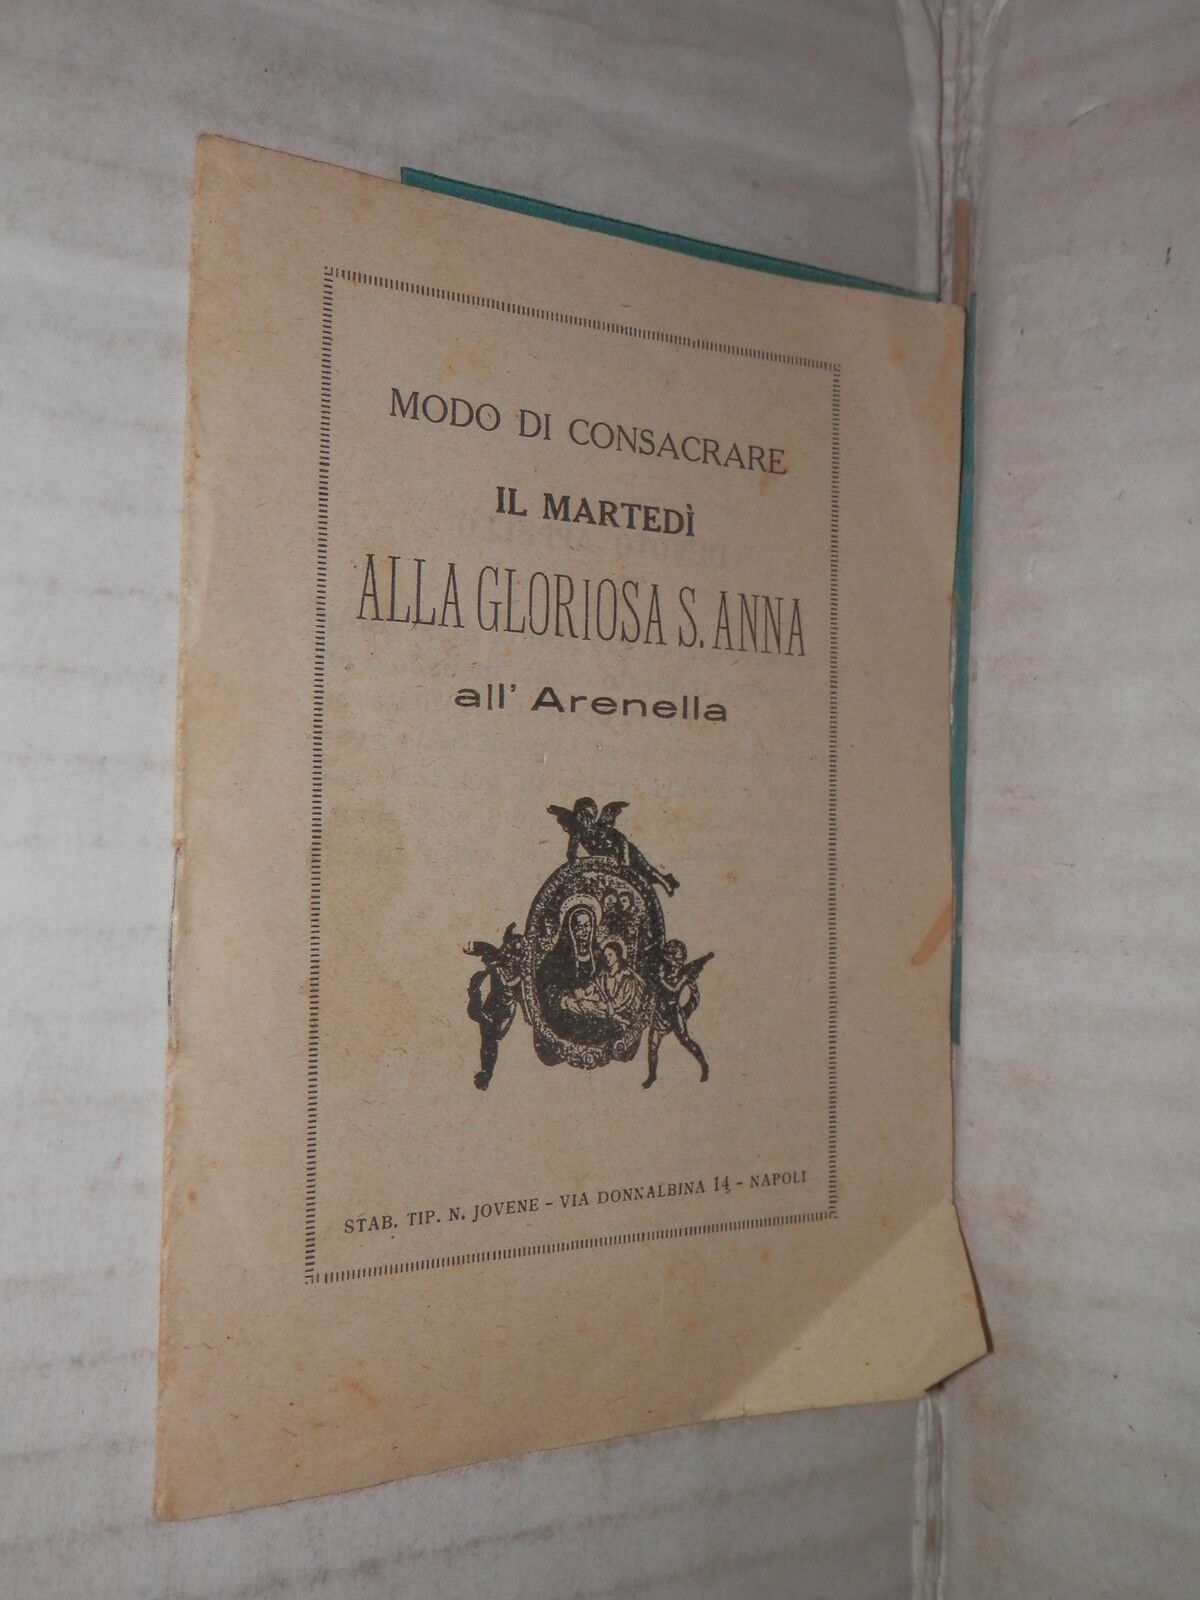 MODO DI CONSACRARE
IL MARTEDÌ
ALLA GLORIOSA S. ANNA
all' Arenella
STAB. TIP. N. JOVENE - VIA DONNALBINA 14 - NAPOLI